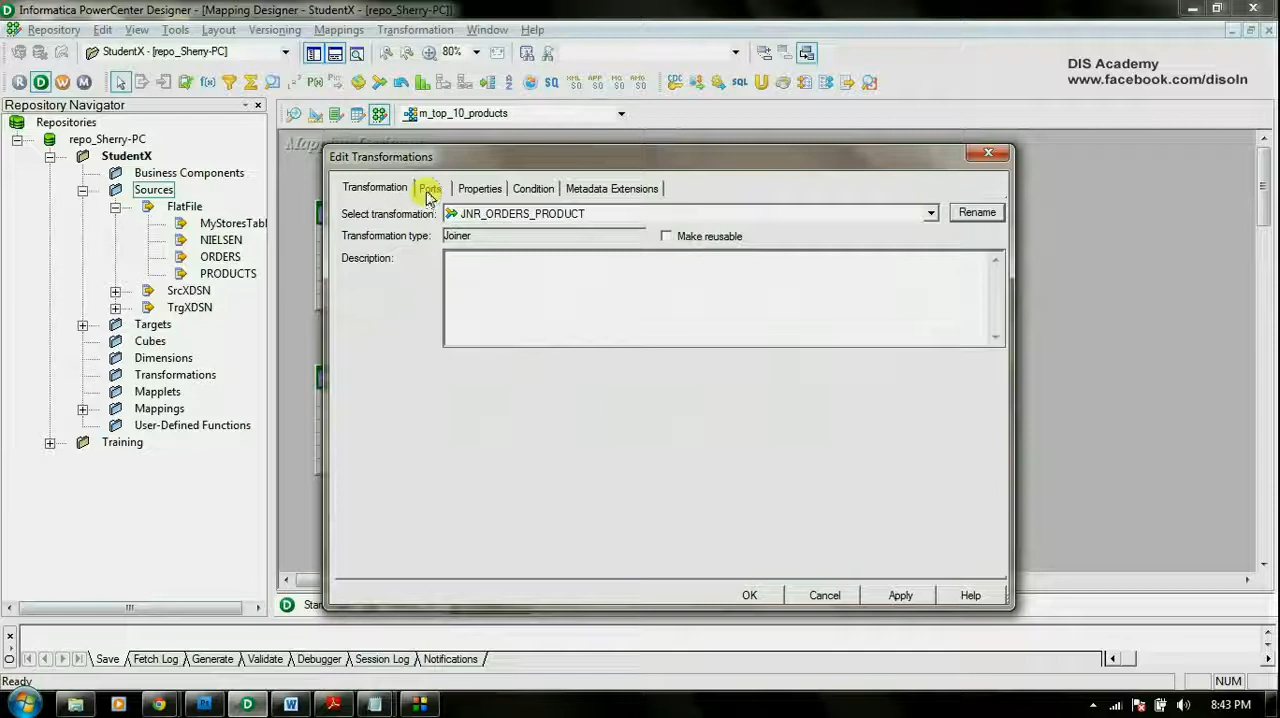 Informatica PowerCenter Designer - [Mapping Designer - StudentX - [repo_Sherry-PC]]
Repository Edit View Tools Layout Versioning Mappings Transformation Window Help
StudentX - [repo_Sherry-PC] 80%
DIS Academy
www.facebook.com/disoln
Repository Navigator
m_top_10_products
Repositories
repo_Sherry-PC
StudentX
Business Components
Sources
FlatFile
MyStoresTabl
NIELSEN
ORDERS
PRODUCTS
SrcXDSN
TrgXDSN
Targets
Cubes
Dimensions
Transformations
Mapplets
Mappings
User-Defined Functions
Training
Edit Transformations
Transformation Ports Properties Condition Metadata Extensions
Select transformation: JNR_ORDERS_PRODUCT Rename
Transformation type: Joiner Make reusable
Description:
OK Cancel Apply Help
Save Fetch Log Generate Validate Debugger Session Log Notifications
Ready NUM
8:43 PM